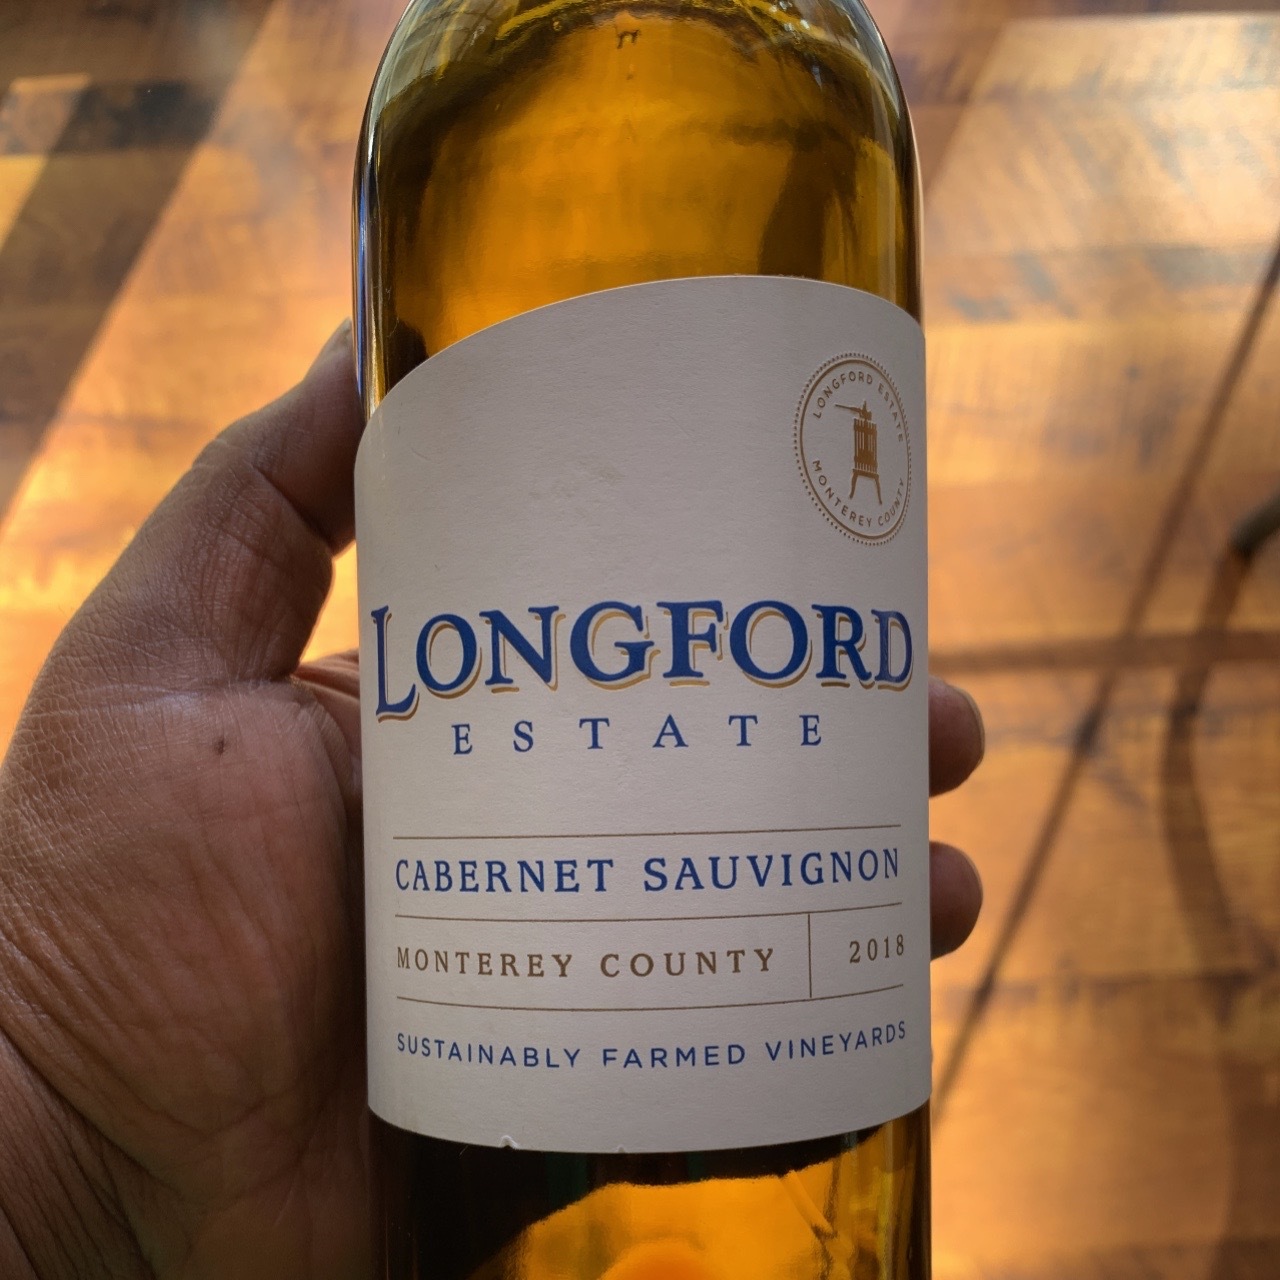 LONGFORD ESTATE
MONTEREY COUNTY
LONGFORD
ESTATE
CABERNET SAUVIGNON
MONTEREY COUNTY 2018
SUSTAINABLY FARMED VINEYARDS